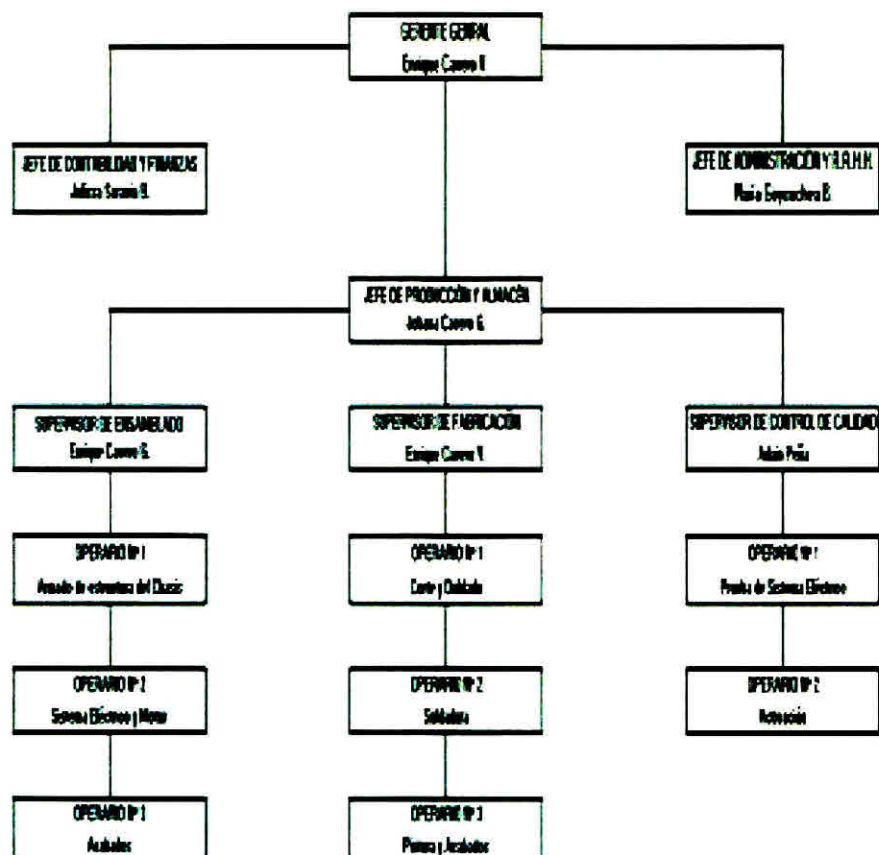 GERENTE GENERAL
Enrique
JEFE DE CONTABILIDAD Y FINANZAS
JEFE DE ADMINISTRACIÓN Y
JEFE DE PRODUCCIÓN Y ALMACÉN
SUPERVISOR DE ENSAMBLADO
Enrique
SUPERVISOR DE FABRICACIÓN
Enrique
SUPERVISOR DE CONTROL DE CALIDAD
Peña
OPERARIO Nº 1
Armado de estructura del Chasis
OPERARIO Nº 1
Corte y Doblado
OPERARIO Nº 1
Prueba de Sistema Eléctrico
OPERARIO Nº 2
Sistema Eléctrico y Motor
OPERARIO Nº 2
Soldadura
OPERARIO Nº 2
OPERARIO Nº 3
Acabados
OPERARIO Nº 3
Pintura y Acabados